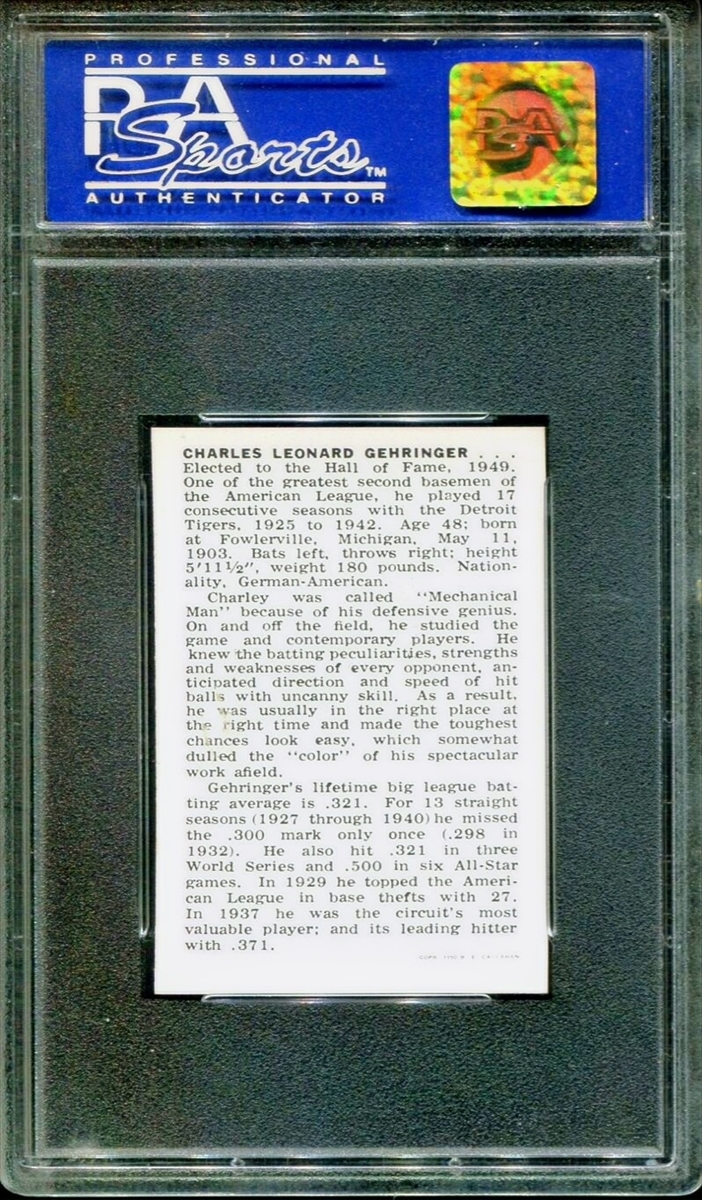 PROFESSIONAL
PSA
Sports™
AUTHENTICATOR
PSA
CHARLES LEONARD GEHRINGER . . .
Elected to the Hall of Fame, 1949.
One of the greatest second basemen of
the American League, he played 17
consecutive seasons with the Detroit
Tigers, 1925 to 1942. Age 48; born
at Fowlerville, Michigan, May 11,
1903. Bats left, throws right; height
5'11½", weight 180 pounds. Nation-
ality, German-American.
Charley was called "Mechanical
Man" because of his defensive genius.
On and off the field, he studied the
game and contemporary players. He
knew the batting peculiarities, strengths
and weaknesses of every opponent, an-
ticipated direction and speed of hit
balls with uncanny skill. As a result,
he was usually in the right place at
the right time and made the toughest
chances look easy, which somewhat
dulled the "color" of his spectacular
work afield.
Gehringer's lifetime big league bat-
ting average is .321. For 13 straight
seasons (1927 through 1940) he missed
the .300 mark only once (.298 in
1932). He also hit .321 in three
World Series and .500 in six All-Star
games. In 1929 he topped the Ameri-
can League in base thefts with 27.
In 1937 he was the circuit's most
valuable player; and its leading hitter
with .371.